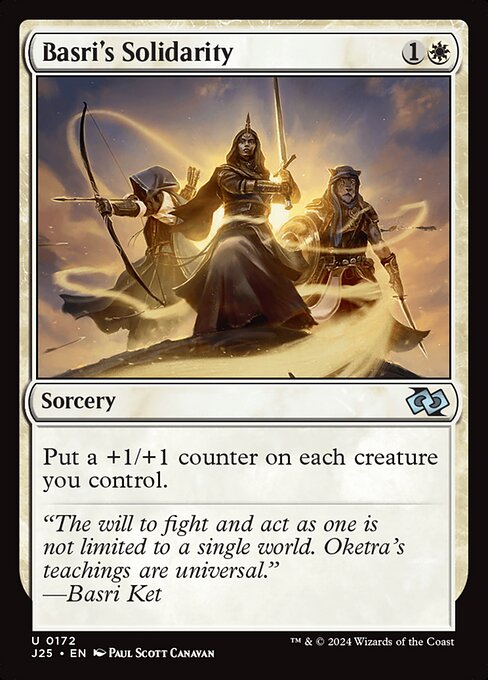 Basri's Solidarity 1
Sorcery
Put a +1/+1 counter on each creature
you control.
“The will to fight and act as one is
not limited to a single world. Oketra's
teachings are universal.”
—Basri Ket
U 0172
J25 • EN Paul Scott Canavan
™ & © 2024 Wizards of the Coast